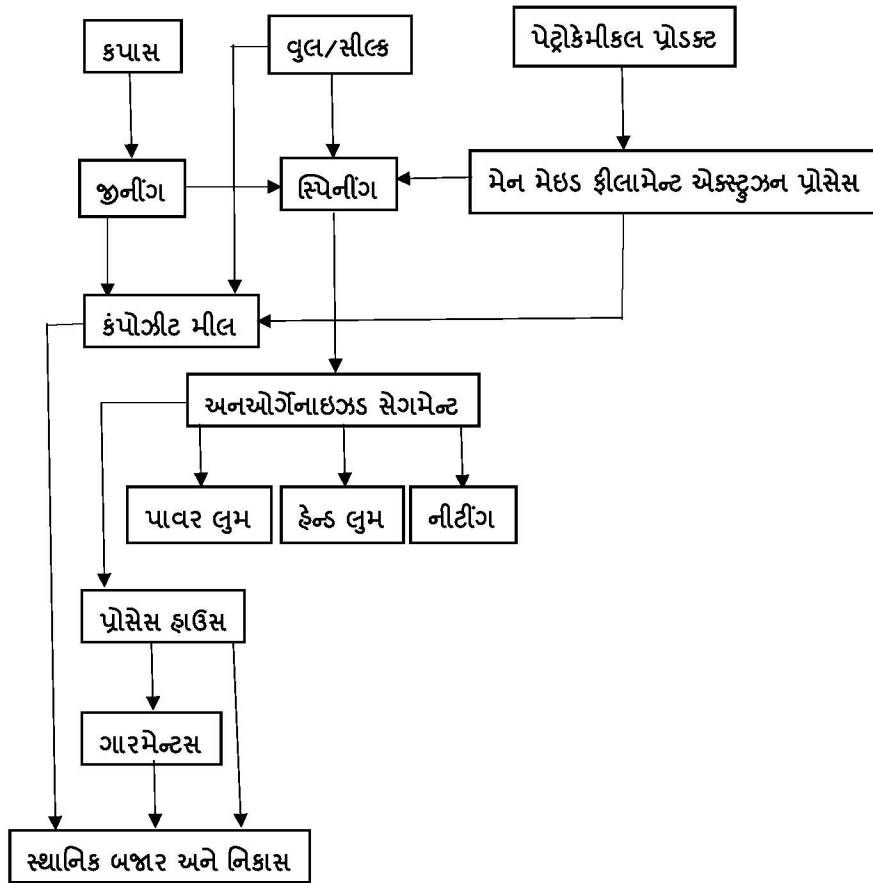 કપાસ
વુલ/સીલ્ક
પેટ્રોકેમીકલ પ્રોડક્ટ
જીનીંગ
સ્પિનીંગ
મેન મેઇડ ફીલામેન્ટ એક્સ્ટ્રુઝન પ્રોસેસ
કંપોઝીટ મીલ
અનઓર્ગેનાઇઝડ સેગમેન્ટ
પાવર લુમ
હેન્ડ લુમ
નીટીંગ
પ્રોસેસ હાઉસ
ગારમેન્ટસ
સ્થાનિક બજાર અને નિકાસ